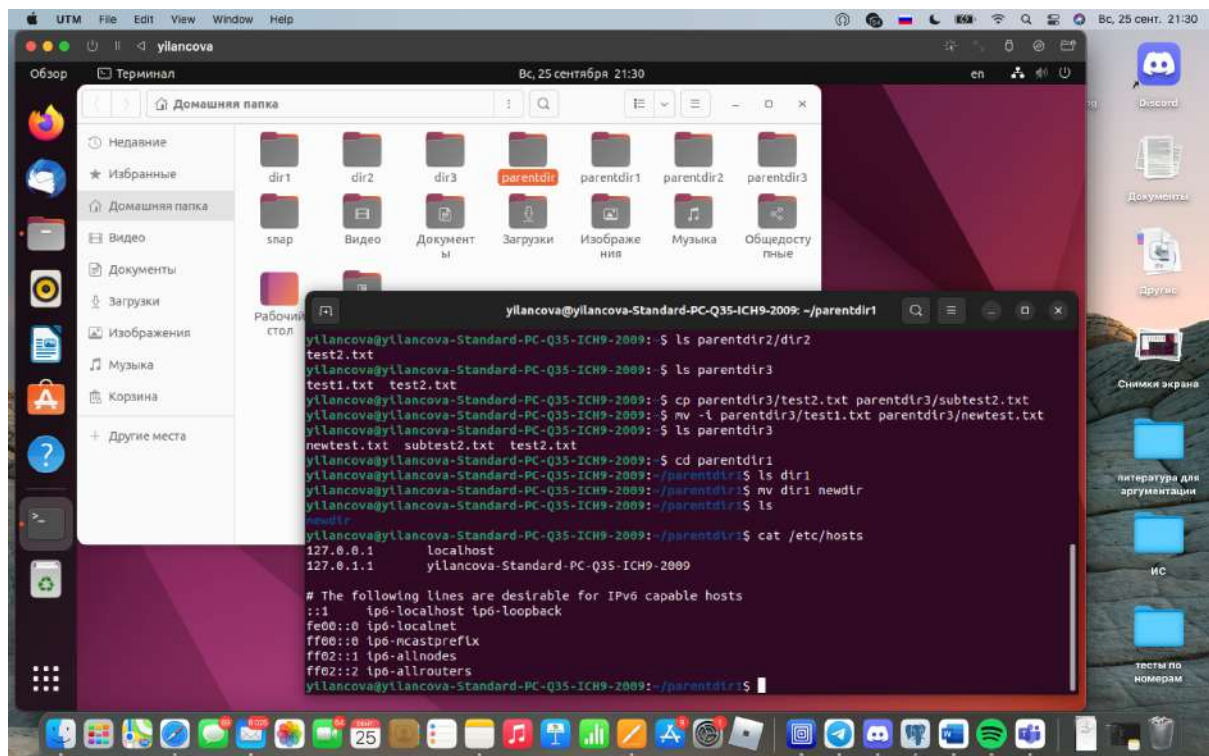 UTM File Edit View Window Help
Вс, 25 сент. 21:30
yilancova
Обзор
Терминал
Вс, 25 сентября 21:30
en
Домашняя папка
Недавние
Избранные
Домашняя папка
Видео
Документы
Загрузки
Изображения
Музыка
Корзина
Другие места
dir1 dir2 dir3 parentdir parentdir1 parentdir2 parentdir3
snap Видео Документ
ы Загрузки Изображе
ния Музыка Общедосту
пные
Рабочий
стол
yilancova@yilancova-Standard-PC-Q35-ICH9-2009: ~/parentdir1
yilancova@yilancova-Standard-PC-Q35-ICH9-2009:~$ ls parentdir2/dir2
test2.txt
yilancova@yilancova-Standard-PC-Q35-ICH9-2009:~$ ls parentdir3
test1.txt test2.txt
yilancova@yilancova-Standard-PC-Q35-ICH9-2009:~$ cp parentdir3/test2.txt parentdir3/subtest2.txt
yilancova@yilancova-Standard-PC-Q35-ICH9-2009:~$ mv -i parentdir3/test1.txt parentdir3/newtest.txt
yilancova@yilancova-Standard-PC-Q35-ICH9-2009:~$ ls parentdir3
newtest.txt subtest2.txt test2.txt
yilancova@yilancova-Standard-PC-Q35-ICH9-2009:~$ cd parentdir1
yilancova@yilancova-Standard-PC-Q35-ICH9-2009:~/parentdir1$ ls dir1
yilancova@yilancova-Standard-PC-Q35-ICH9-2009:~/parentdir1$ mv dir1 newdir
yilancova@yilancova-Standard-PC-Q35-ICH9-2009:~/parentdir1$ ls
newdir
yilancova@yilancova-Standard-PC-Q35-ICH9-2009:~/parentdir1$ cat /etc/hosts
127.0.0.1 localhost
127.0.1.1 yilancova-Standard-PC-Q35-ICH9-2009
# The following lines are desirable for IPv6 capable hosts
::1 ip6-localhost ip6-loopback
fe00::0 ip6-localnet
ff00::0 ip6-mcastprefix
ff02::1 ip6-allnodes
ff02::2 ip6-allrouters
yilancova@yilancova-Standard-PC-Q35-ICH9-2009:~/parentdir1$
Discord
Документы
Другие
Снимки экрана
литература для
аргументации
ИС
тесты по
номерам
СЕНТ.
25